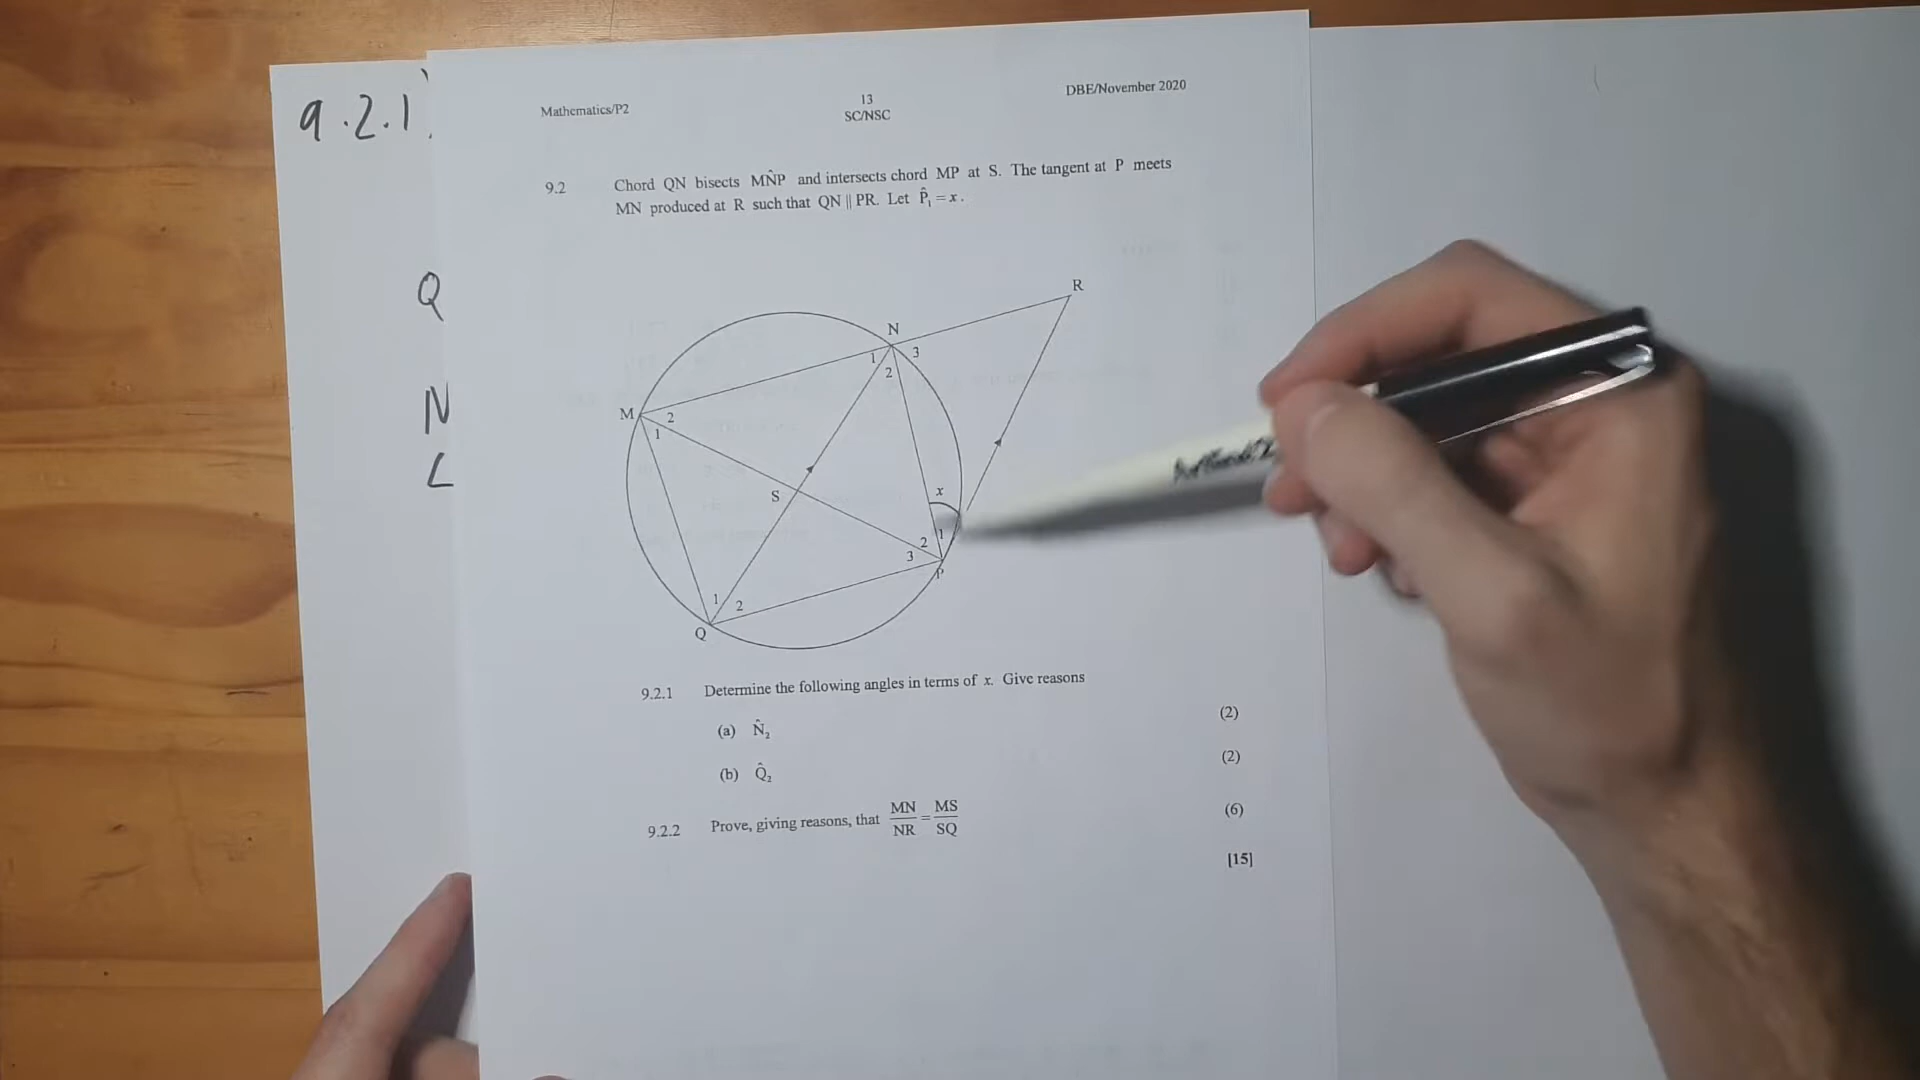 9.2.1
Q
N
Mathematics/P2
13
SC/NSC
DBE/November 2020
9.2 Chord QN bisects MN̂P and intersects chord MP at S. The tangent at P meets
MN produced at R such that QN || PR. Let P̂₁ = x.
R
N
1 3
2
M 2
1
S
x
2 1
3
P
1 2
Q
9.2.1 Determine the following angles in terms of x. Give reasons
(a) N̂₂ (2)
(b) Q̂₂ (2)
9.2.2 Prove, giving reasons, that MN/NR = MS/SQ (6)
[15]